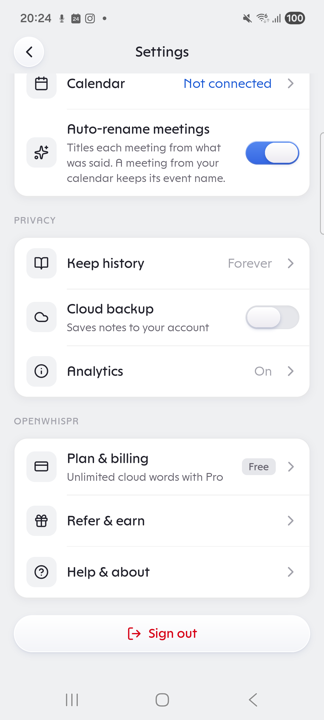 20:24
24
100
Settings
Calendar
Not connected
Auto-rename meetings
Titles each meeting from what
was said. A meeting from your
calendar keeps its event name.
PRIVACY
Keep history
Forever
Cloud backup
Saves notes to your account
Analytics
On
OPENWHISPR
Plan & billing
Unlimited cloud words with Pro
Free
Refer & earn
Help & about
Sign out